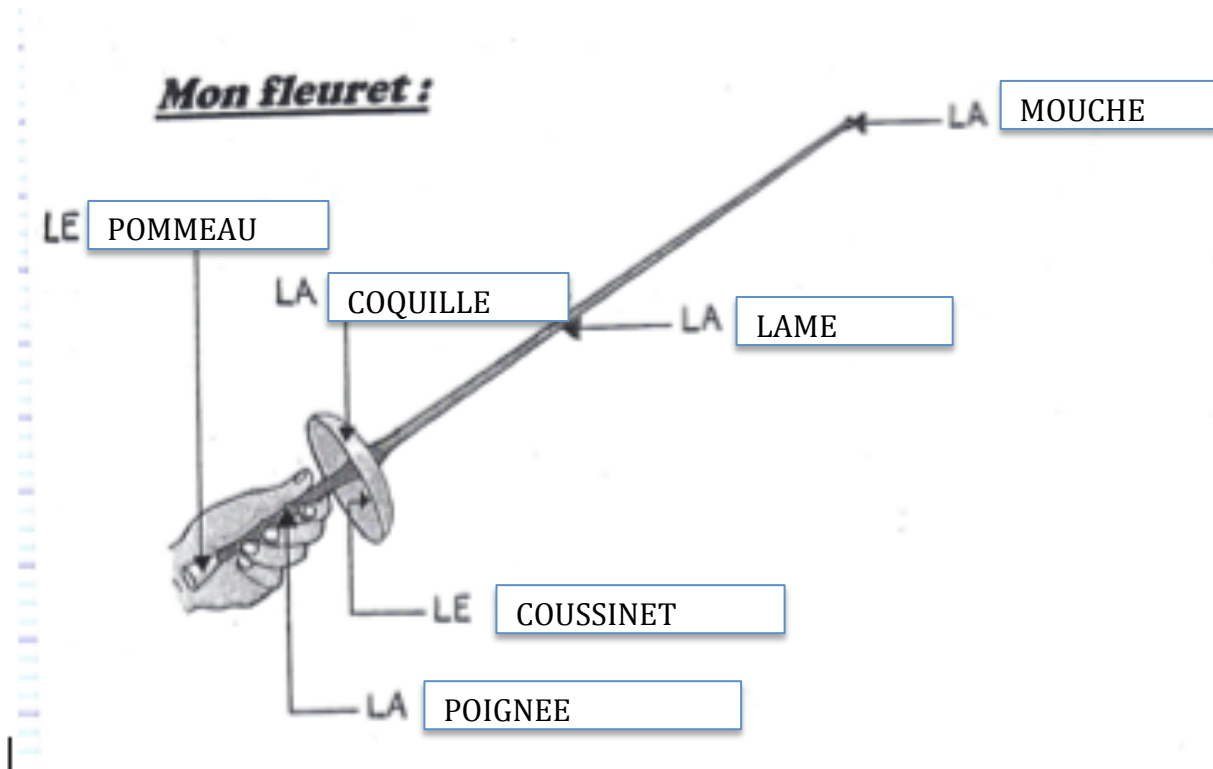 Mon fleuret :
LA MOUCHE
LE POMMEAU
LA COQUILLE
LA LAME
LE COUSSINET
LA POIGNEE